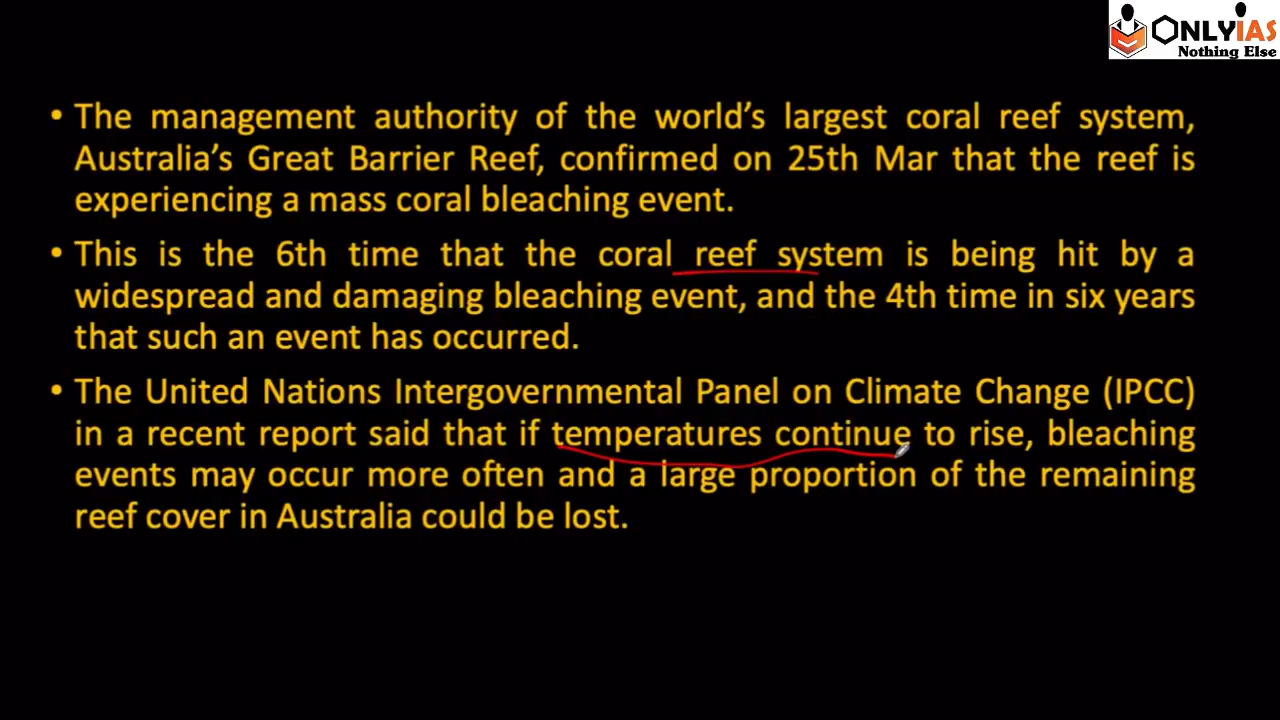 ONLYIAS
Nothing Else
• The management authority of the world's largest coral reef system,
Australia's Great Barrier Reef, confirmed on 25th Mar that the reef is
experiencing a mass coral bleaching event.
• This is the 6th time that the coral reef system is being hit by a
widespread and damaging bleaching event, and the 4th time in six years
that such an event has occurred.
• The United Nations Intergovernmental Panel on Climate Change (IPCC)
in a recent report said that if temperatures continue to rise, bleaching
events may occur more often and a large proportion of the remaining
reef cover in Australia could be lost.